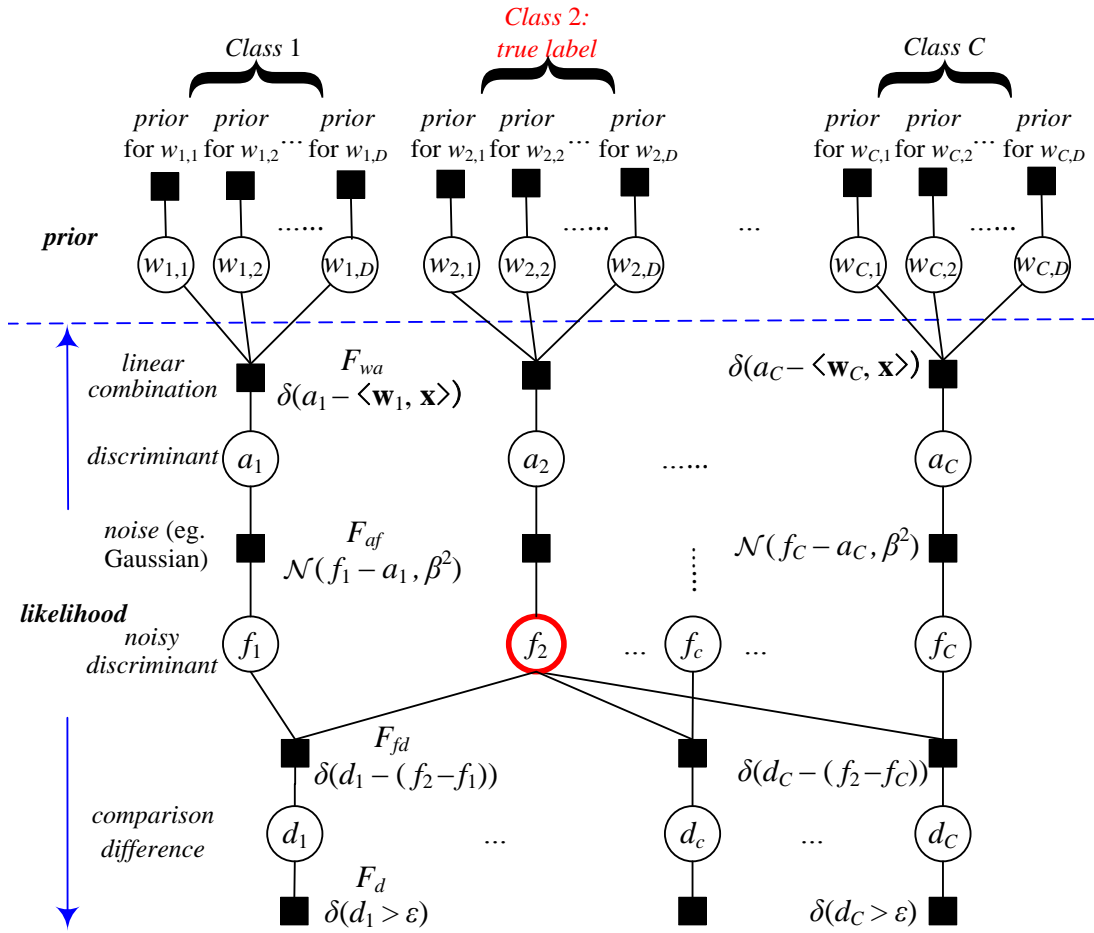 Class 1
Class 2:
true label
Class C
prior prior prior prior prior prior prior prior prior
for w1,1 for w1,2 ... for w1,D for w2,1 for w2,2 ... for w2,D for wC,1 for wC,2 ... for wC,D
prior
...... ...... ... ......
w1,1 w1,2 w1,D w2,1 w2,2 w2,D wC,1 wC,2 wC,D
linear
combination
Fwa
δ(a1 – <w1, x>)
δ(aC – <wC, x>)
discriminant a1 a2 ...... aC
noise (eg.
Gaussian)
Faf
N(f1 – a1, β2)
N(fC – aC, β2)
......
likelihood
noisy
discriminant
f1 f2 ... fc ... fC
Ffd
δ(d1 – (f2 – f1))
δ(dC – (f2 – fC))
comparison
difference
d1 ... dc ... dC
Fd
δ(d1 > ε)
δ(dC > ε)